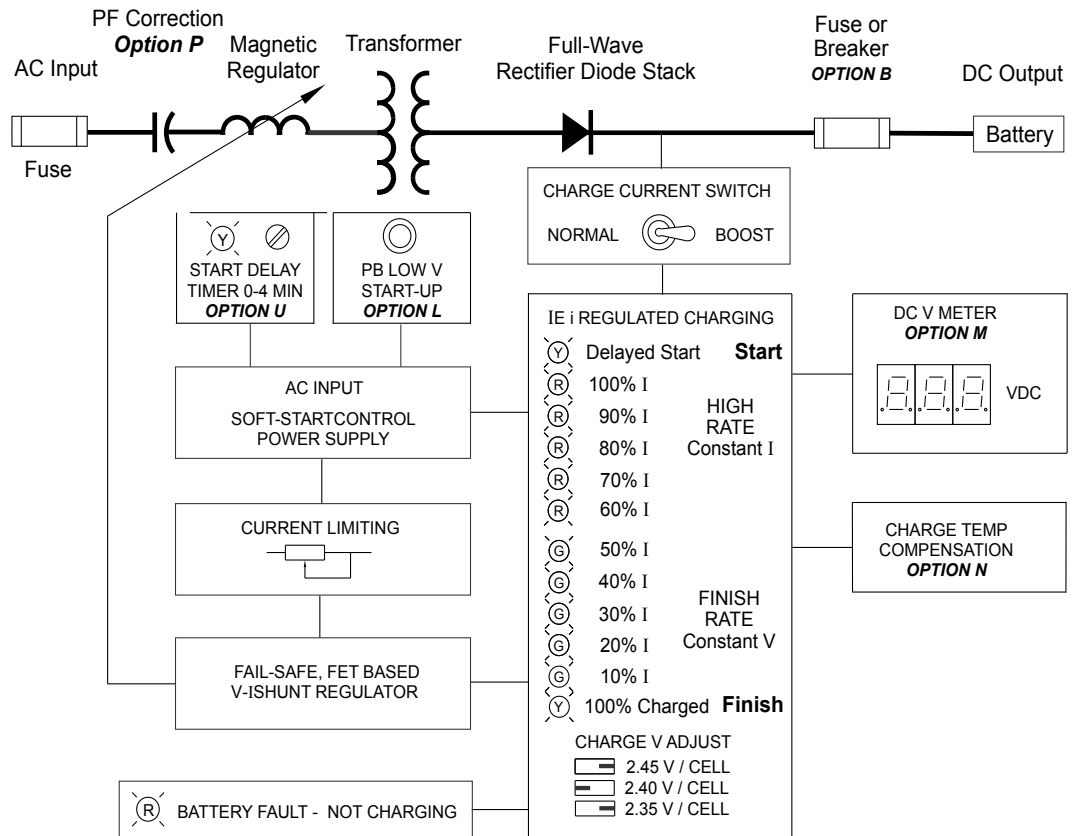 PF Correction
Option P
AC Input
Magnetic
Regulator
Transformer
Full-Wave
Rectifier Diode Stack
Fuse or
Breaker
OPTION B
DC Output
Fuse
Battery
CHARGE CURRENT SWITCH
NORMAL BOOST
Y
START DELAY
TIMER 0-4 MIN
OPTION U
PB LOW V
START-UP
OPTION L
AC INPUT
SOFT-STARTCONTROL
POWER SUPPLY
CURRENT LIMITING
FAIL-SAFE, FET BASED
V-ISHUNT REGULATOR
R BATTERY FAULT - NOT CHARGING
IE i REGULATED CHARGING
Y Delayed Start Start
R 100% I
R 90% I
R 80% I
R 70% I
R 60% I
HIGH
RATE
Constant I
G 50% I
G 40% I
G 30% I
G 20% I
G 10% I
FINISH
RATE
Constant V
Y 100% Charged Finish
CHARGE V ADJUST
2.45 V / CELL
2.40 V / CELL
2.35 V / CELL
DC V METER
OPTION M
8.8.8 VDC
CHARGE TEMP
COMPENSATION
OPTION N